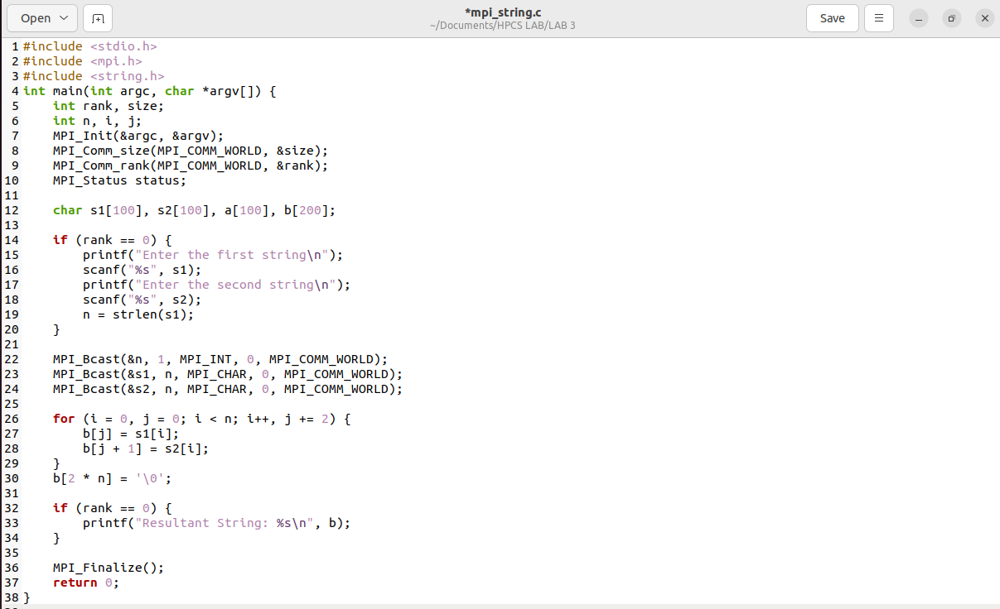 Open
*mpi_string.c
~/Documents/HPCS LAB/LAB 3
Save
1 #include <stdio.h>
2 #include <mpi.h>
3 #include <string.h>
4 int main(int argc, char *argv[]) {
5     int rank, size;
6     int n, i, j;
7     MPI_Init(&argc, &argv);
8     MPI_Comm_size(MPI_COMM_WORLD, &size);
9     MPI_Comm_rank(MPI_COMM_WORLD, &rank);
10     MPI_Status status;
11
12     char s1[100], s2[100], a[100], b[200];
13
14     if (rank == 0) {
15         printf("Enter the first string\n");
16         scanf("%s", s1);
17         printf("Enter the second string\n");
18         scanf("%s", s2);
19         n = strlen(s1);
20     }
21
22     MPI_Bcast(&n, 1, MPI_INT, 0, MPI_COMM_WORLD);
23     MPI_Bcast(&s1, n, MPI_CHAR, 0, MPI_COMM_WORLD);
24     MPI_Bcast(&s2, n, MPI_CHAR, 0, MPI_COMM_WORLD);
25
26     for (i = 0, j = 0; i < n; i++, j += 2) {
27         b[j] = s1[i];
28         b[j + 1] = s2[i];
29     }
30     b[2 * n] = '\0';
31
32     if (rank == 0) {
33         printf("Resultant String: %s\n", b);
34     }
35
36     MPI_Finalize();
37     return 0;
38 }